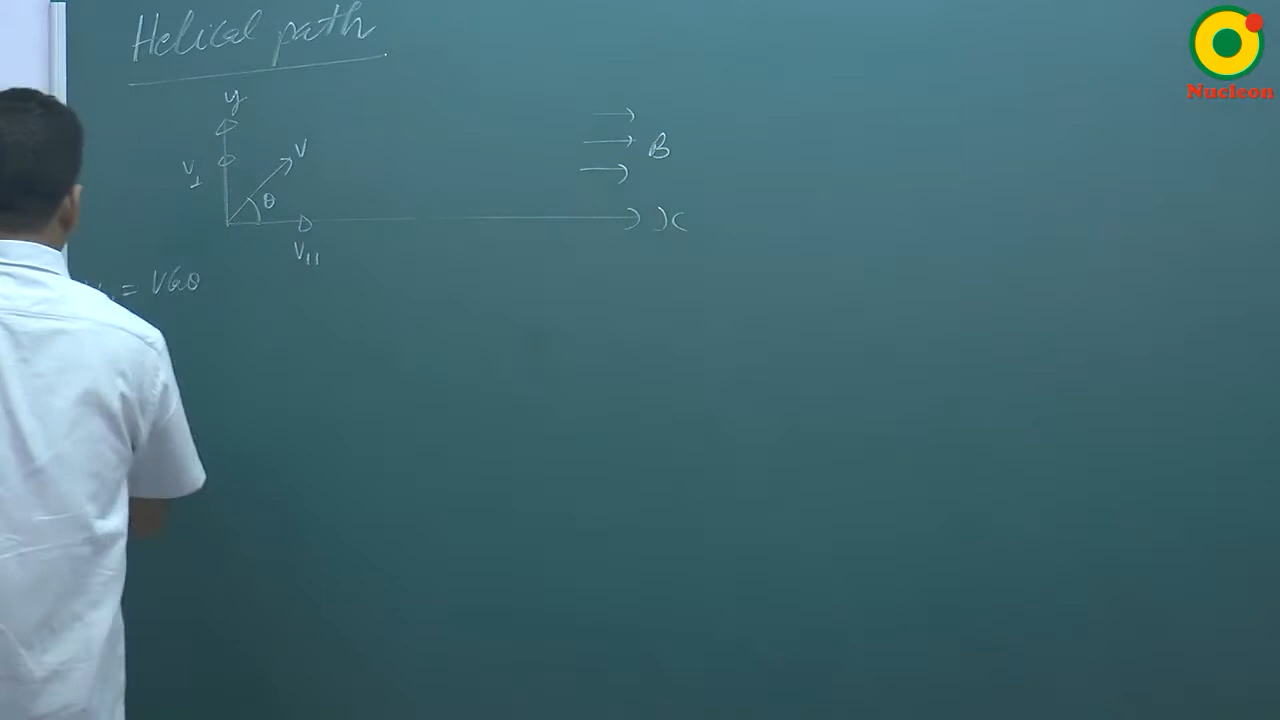 Helical path
y
V
V⊥
B
θ
x
V||
= V Cos θ
Nucleon